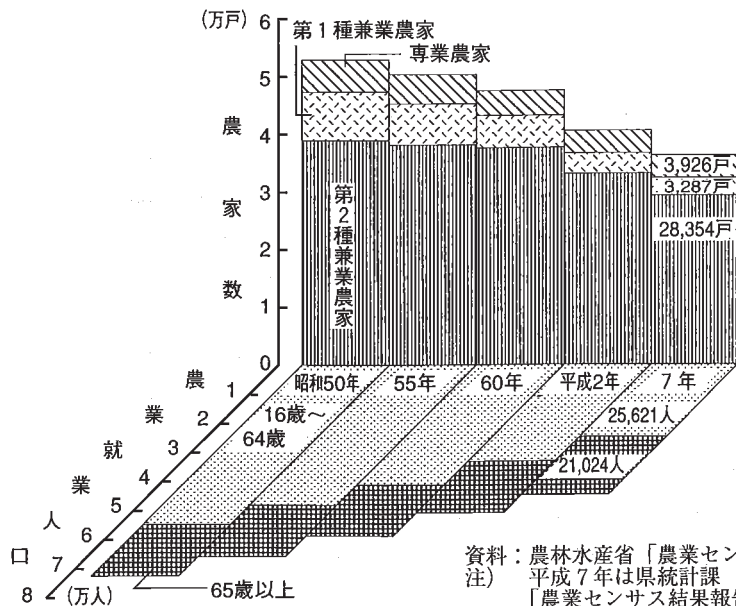 (万戸)
6
5
4
3
2
1
0
農家数
第1種兼業農家
専業農家
第2種兼業農家
3,926戸
3,287戸
28,354戸
昭和50年
55年
60年
平成2年
7年
16歳～
64歳
25,621人
21,024人
1
2
3
4
5
6
7
8
(万人)
農業就業人口
65歳以上
資料：農林水産省「農業セン
注） 平成7年は県統計課
「農業センサス結果報告